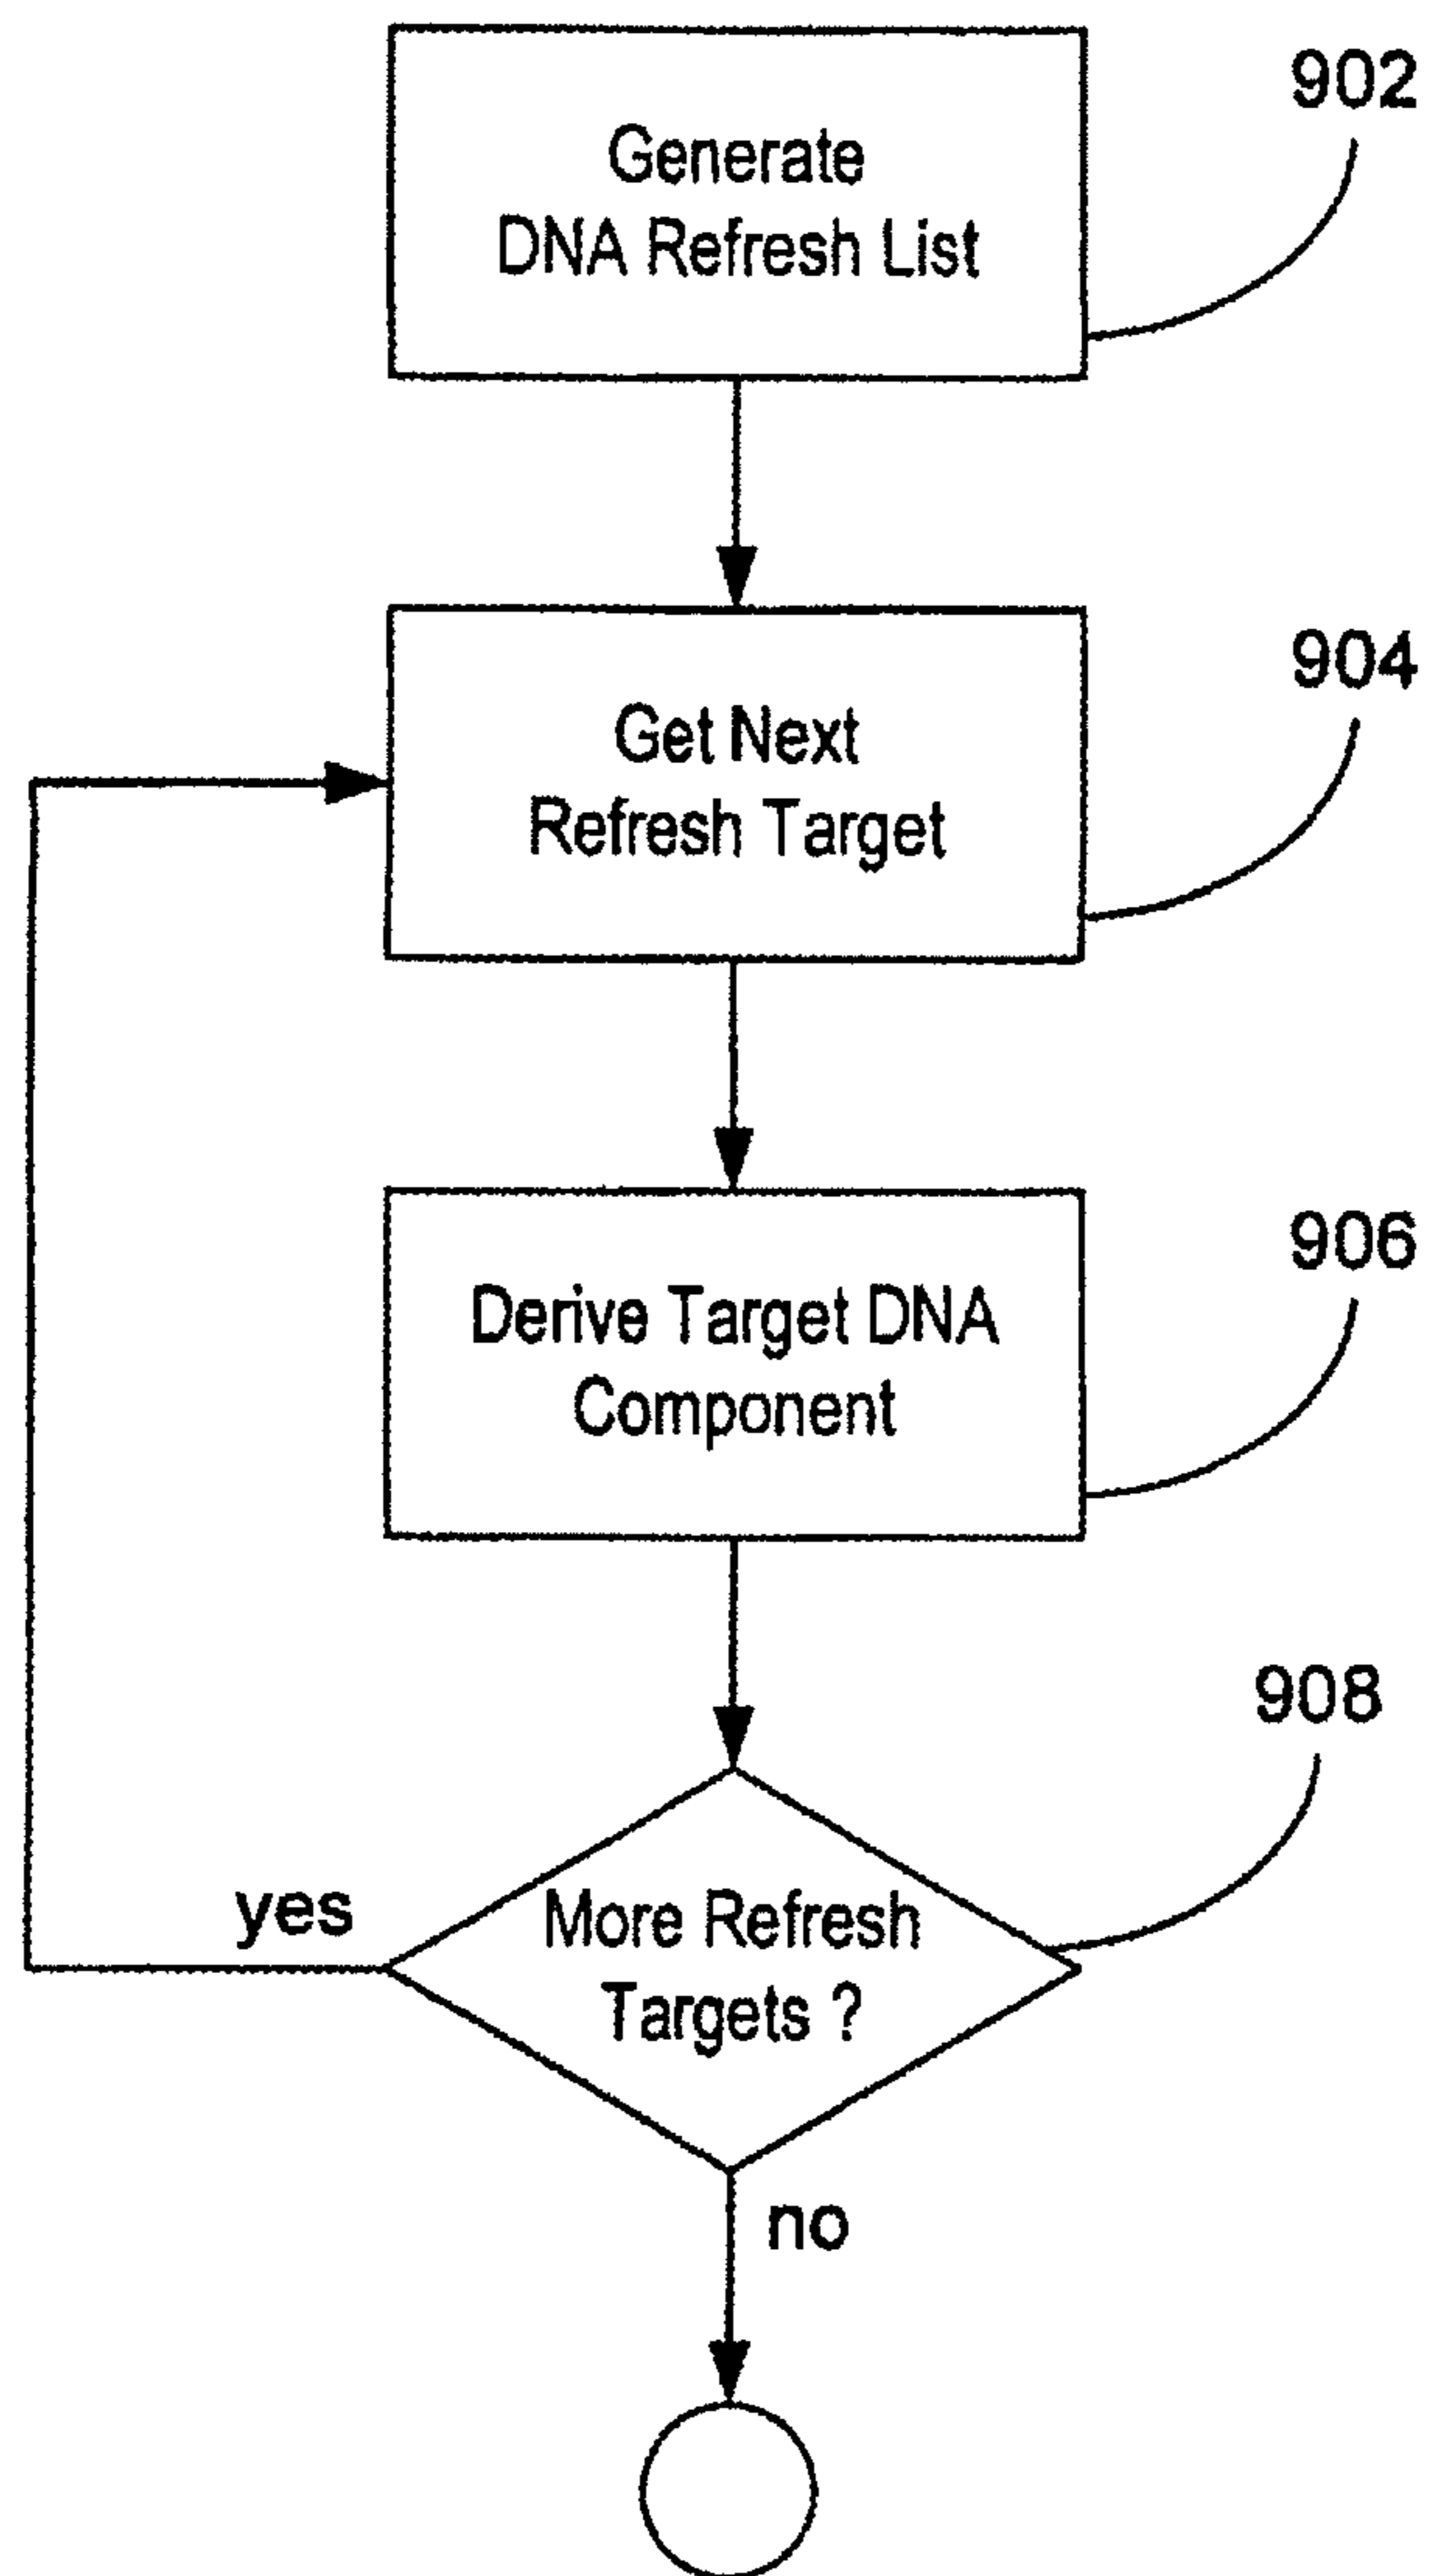 902
Generate
DNA Refresh List
904
Get Next
Refresh Target
906
Derive Target DNA
Component
908
More Refresh
Targets ?
yes
no